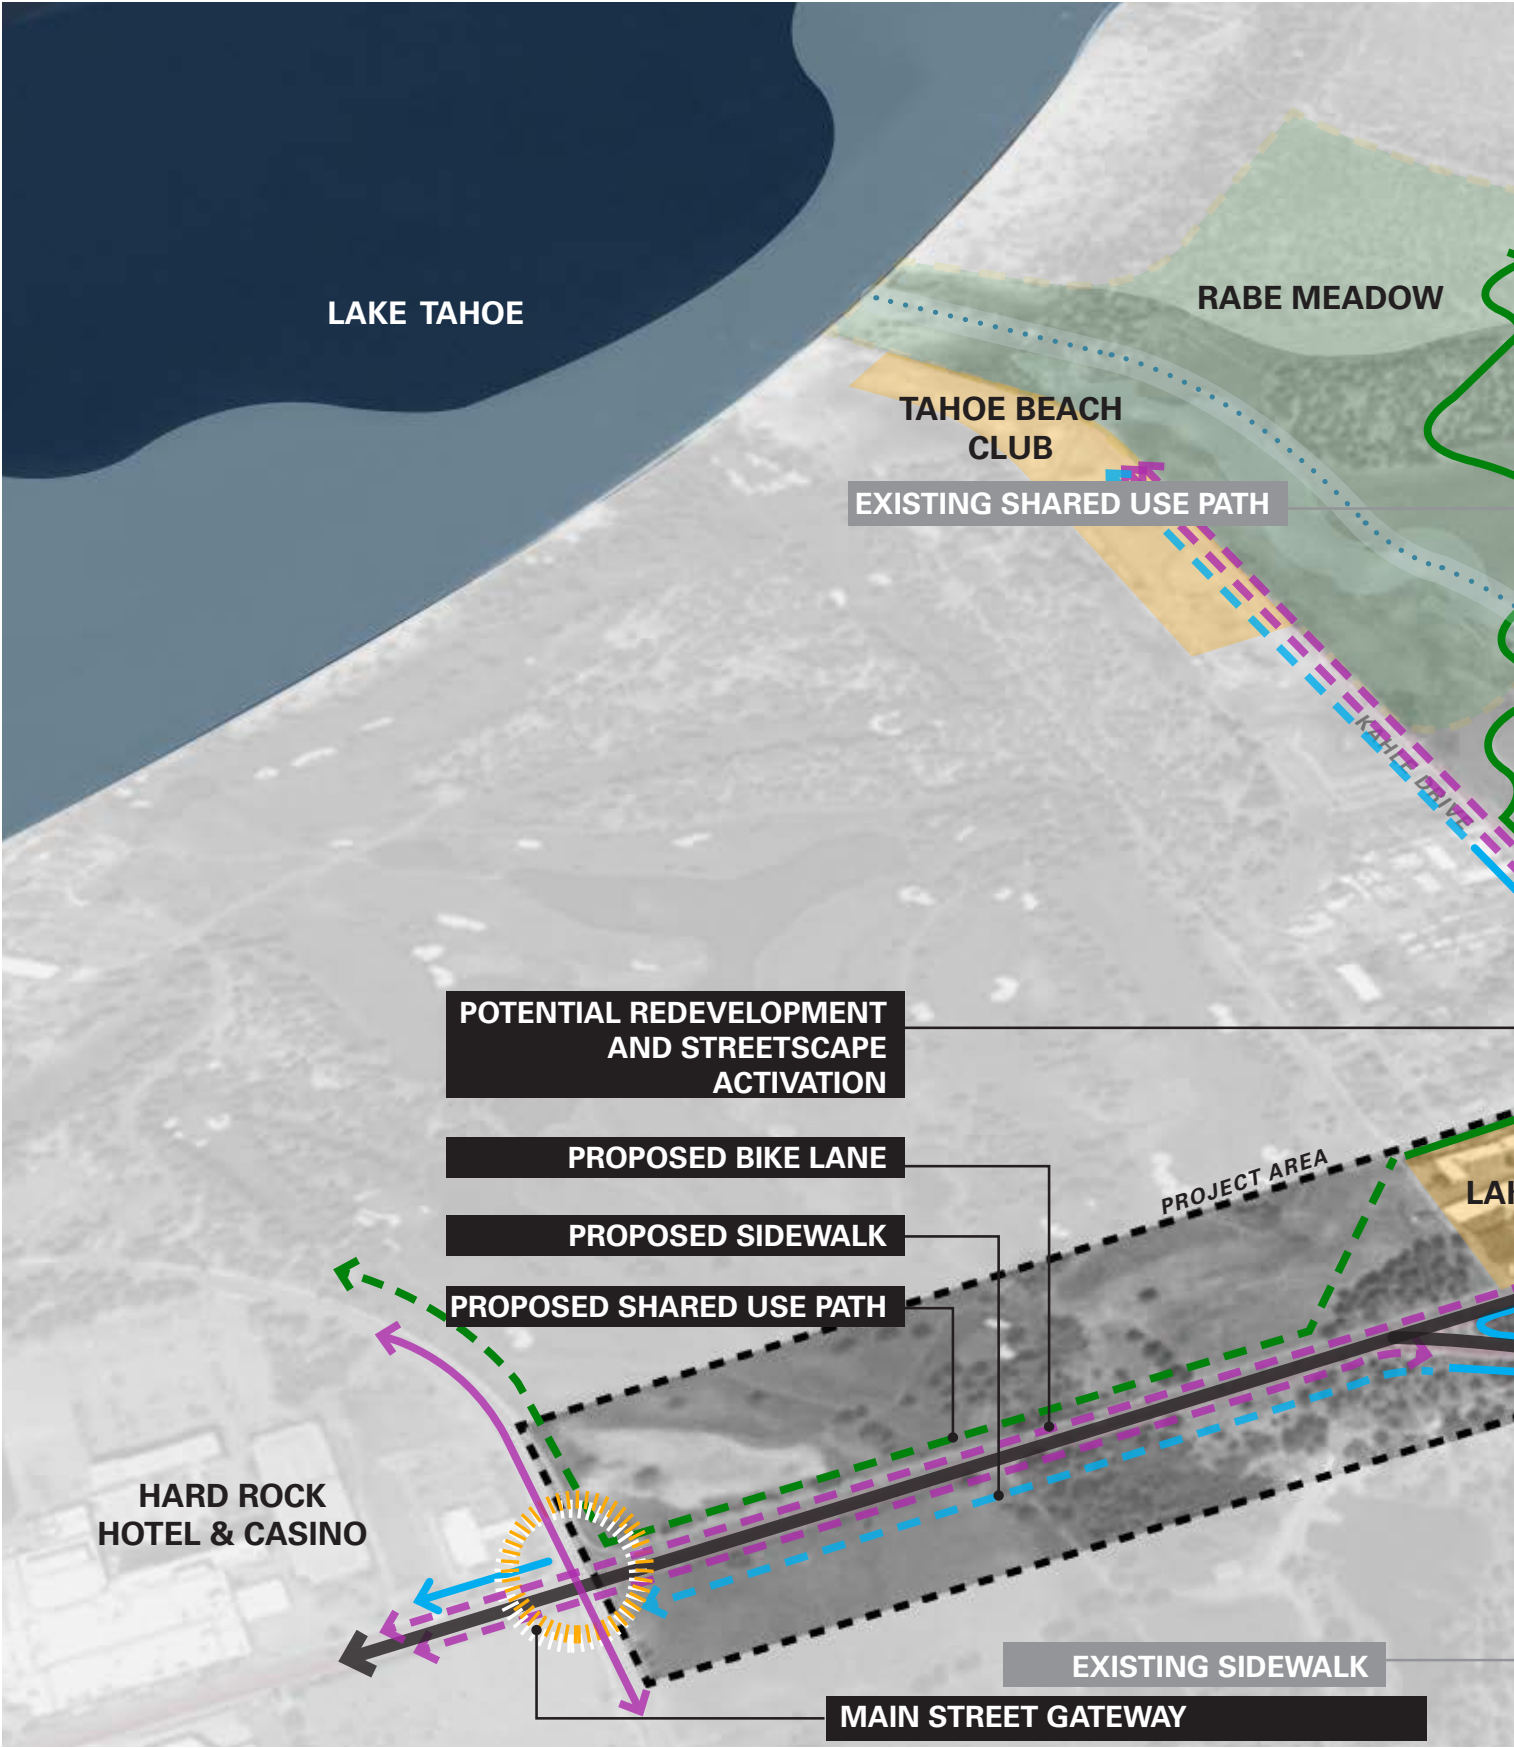 LAKE TAHOE
RABE MEADOW
TAHOE BEACH
CLUB
EXISTING SHARED USE PATH
KAHLE DRIVE
POTENTIAL REDEVELOPMENT
AND STREETSCAPE
ACTIVATION
PROPOSED BIKE LANE
PROJECT AREA
LAH
PROPOSED SIDEWALK
PROPOSED SHARED USE PATH
HARD ROCK
HOTEL & CASINO
EXISTING SIDEWALK
MAIN STREET GATEWAY